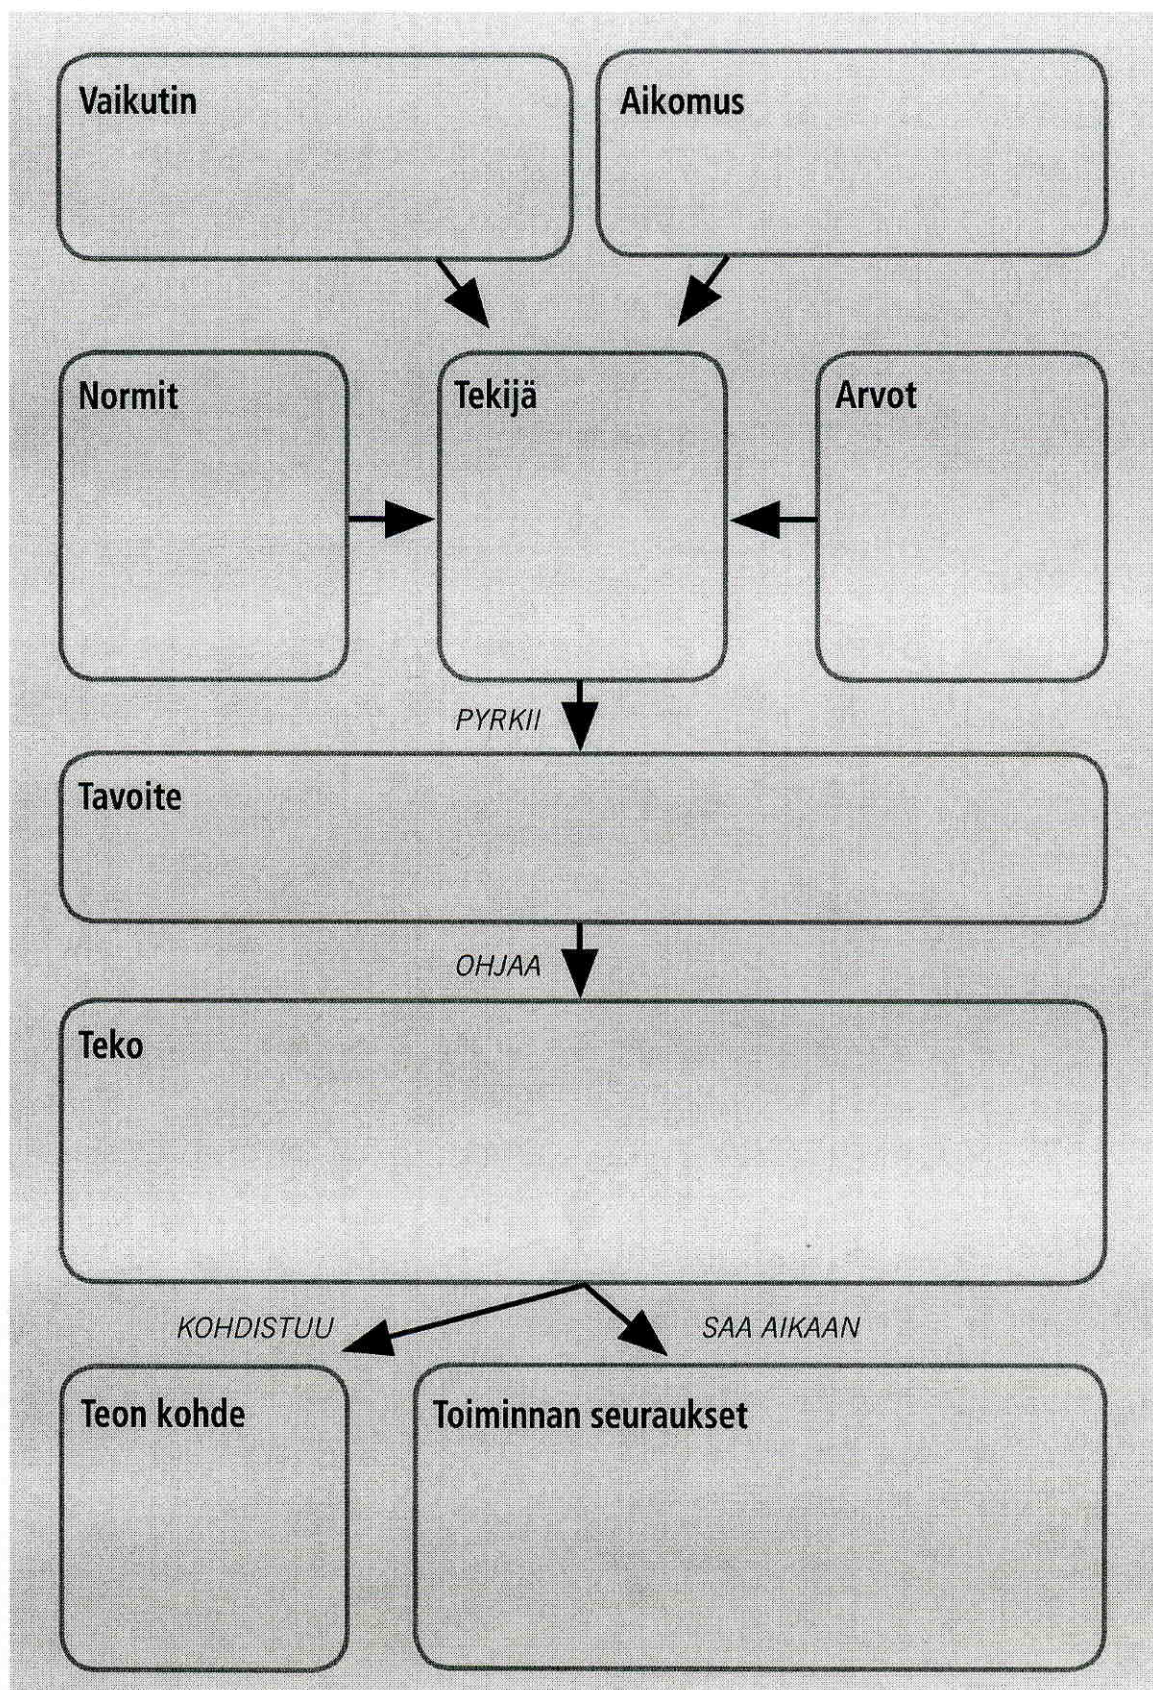 Vaikutin
Aikomus
Normit
Tekijä
Arvot
PYRKII
Tavoite
OHJAA
Teko
KOHDISTUU
SAA AIKAAN
Teon kohde
Toiminnan seuraukset